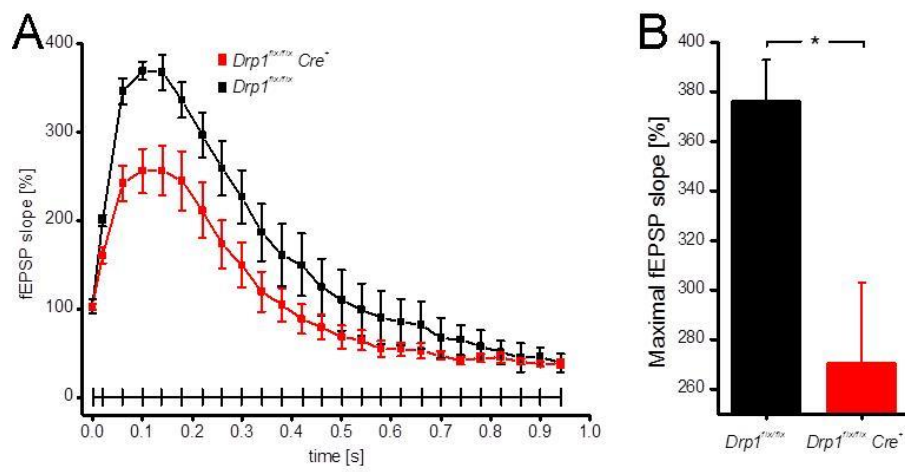 A
Drp1flx/flx Cre+
Drp1flx/flx
fEPSP slope [%]
400
300
200
100
0
0.0 0.1 0.2 0.3 0.4 0.5 0.6 0.7 0.8 0.9 1.0
time [s]
B
*
Maximal fEPSP slope [%]
400
380
360
340
320
300
280
260
Drp1flx/flx Drp1flx/flx Cre+